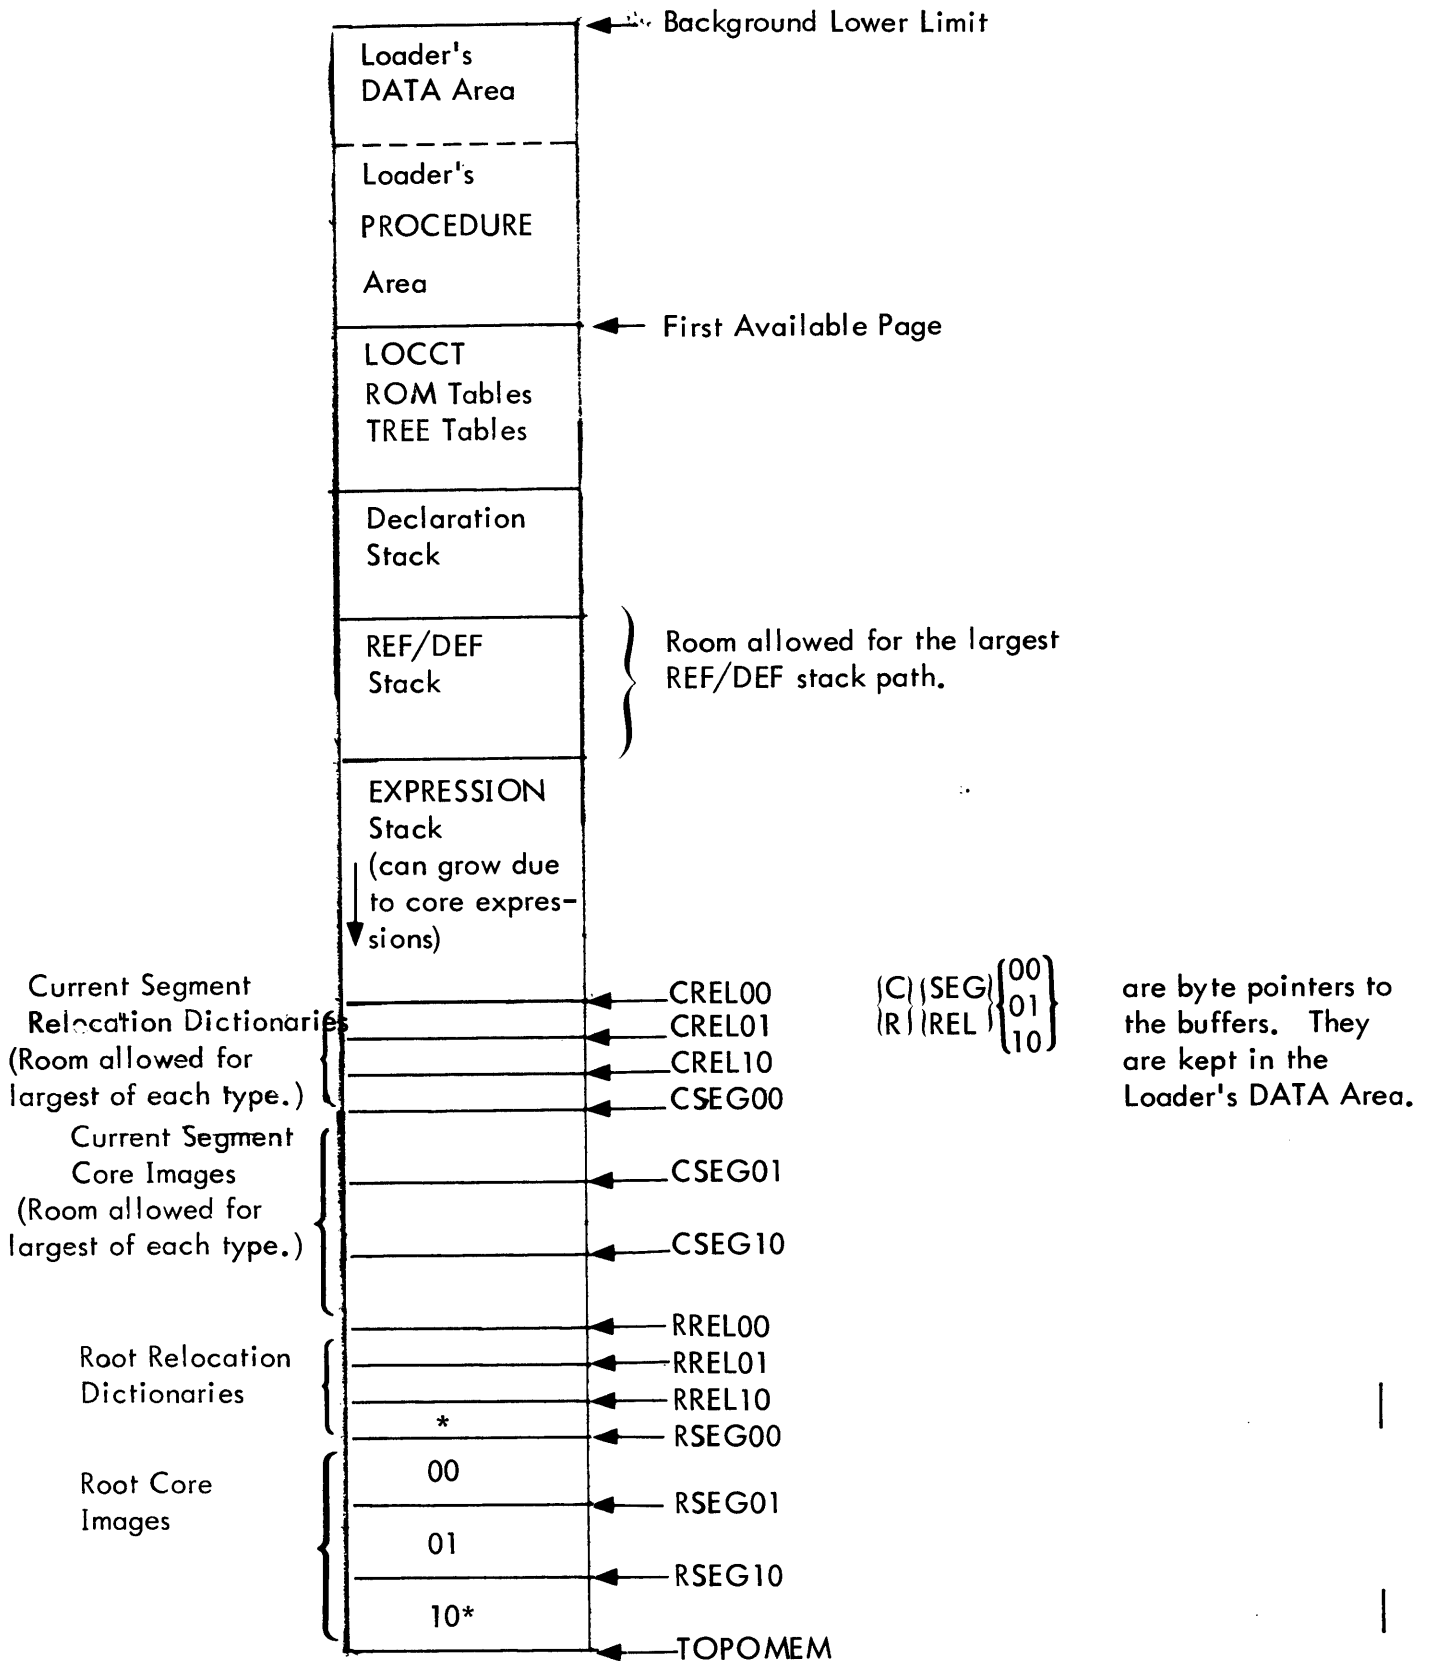 Background Lower Limit
Loader's
DATA Area
Loader's
PROCEDURE
Area
First Available Page
LOCCT
ROM Tables
TREE Tables
Declaration
Stack
REF/DEF
Stack
Room allowed for the largest
REF/DEF stack path.
EXPRESSION
Stack
(can grow due
to core expres-
sions)
Current Segment
Relocation Dictionaries
(Room allowed for
largest of each type.)
CREL00
CREL01
CREL10
CSEG00
{C} {SEG} {00
{R} {REL} 01
10}
are byte pointers to
the buffers. They
are kept in the
Loader's DATA Area.
Current Segment
Core Images
(Room allowed for
largest of each type.)
CSEG01
CSEG10
RREL00
Root Relocation
Dictionaries
RREL01
RREL10
*
RSEG00
Root Core
Images
00
RSEG01
01
RSEG10
10*
TOPOMEM